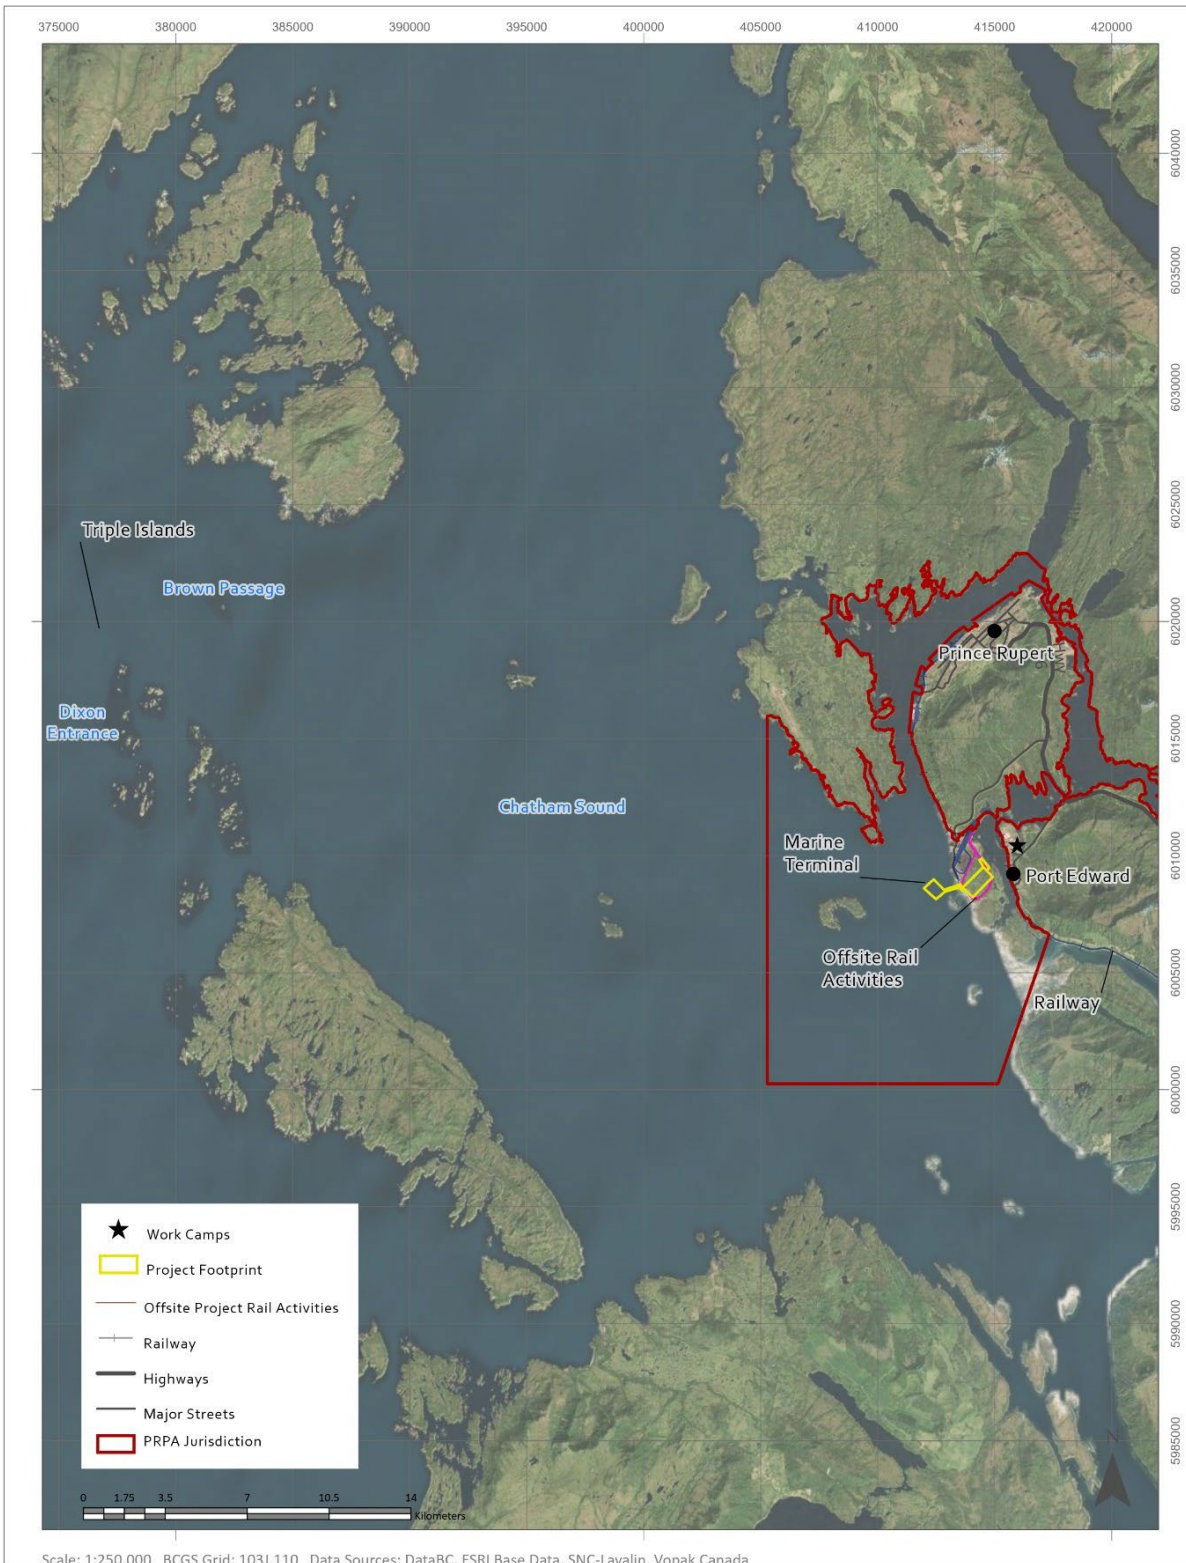 375000 380000 385000 390000 395000 400000 405000 410000 415000 420000
6040000
6035000
6030000
6025000
6020000
6015000
6010000
6005000
6000000
5995000
5990000
5985000
Triple Islands
Brown Passage
Dixon
Entrance
Chatham Sound
Prince Rupert
HWY
16
Marine
Terminal
Port Edward
Offsite Rail
Activities
Railway
Work Camps
Project Footprint
Offsite Project Rail Activities
Railway
Highways
Major Streets
PRPA Jurisdiction
N
0 1.75 3.5 7 10.5 14
Kilometers
Scale: 1:250,000 BCGS Grid: 103J.110 Data Sources: DataBC, ESRI Base Data, SNC-Lavalin, Vopak Canada